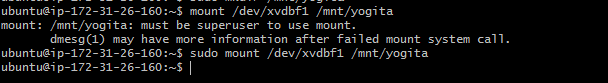 ubuntu@ip-172-31-26-160:~$ mount /dev/xvdbf1 /mnt/yogita
mount: /mnt/yogita: must be superuser to use mount.
       dmesg(1) may have more information after failed mount system call.
ubuntu@ip-172-31-26-160:~$ sudo mount /dev/xvdbf1 /mnt/yogita
ubuntu@ip-172-31-26-160:~$